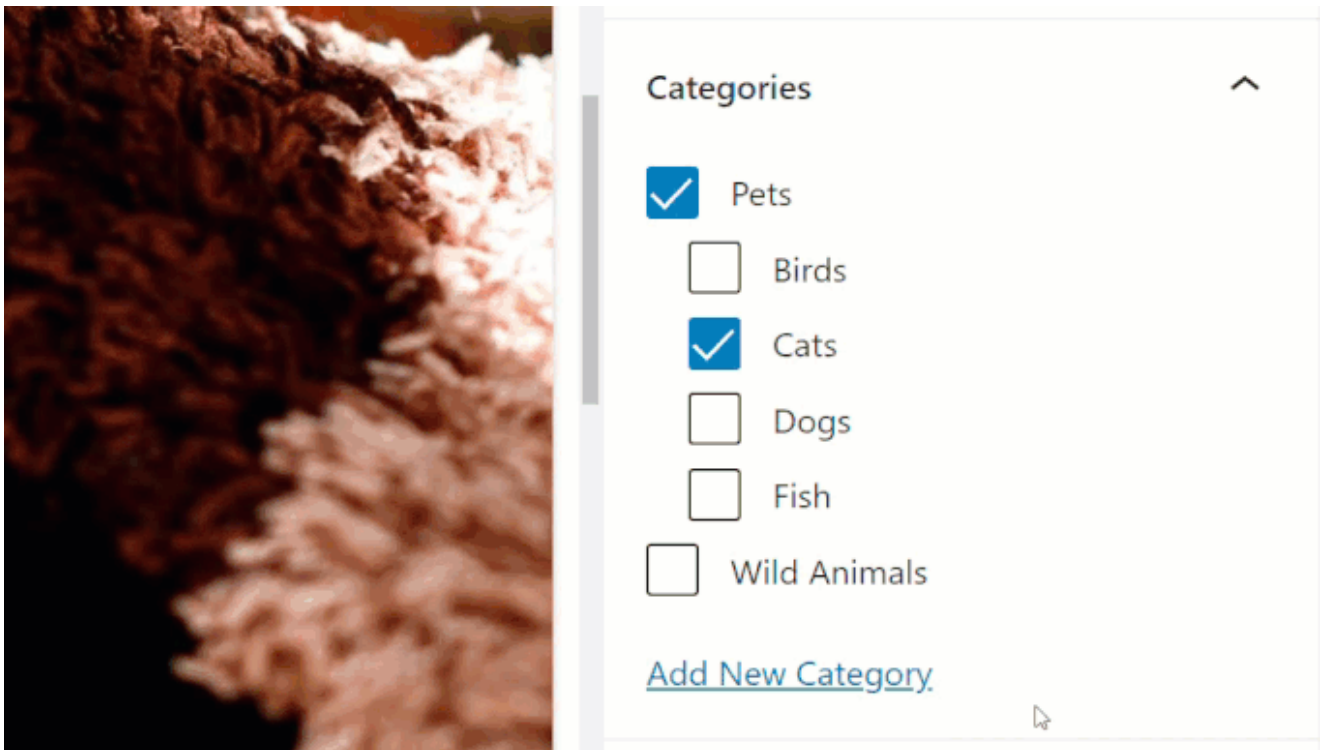 Categories
Pets
Birds
Cats
Dogs
Fish
Wild Animals
Add New Category